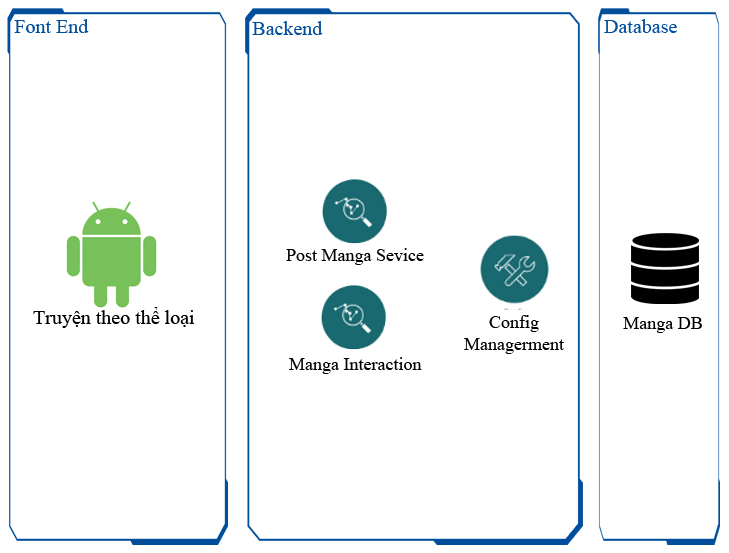 Font End
Truyện theo thể loại
Backend
Post Manga Sevice
Manga Interaction
Config
Managerment
Database
Manga DB